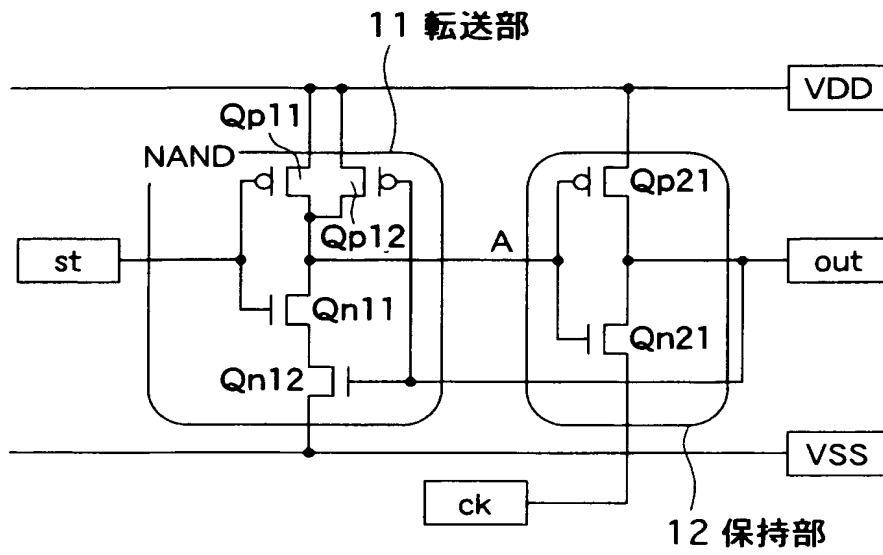 11 転送部
VDD
Qp11
NAND
Qp21
Qp12
A
st
out
Qn11
Qn21
Qn12
VSS
ck
12 保持部